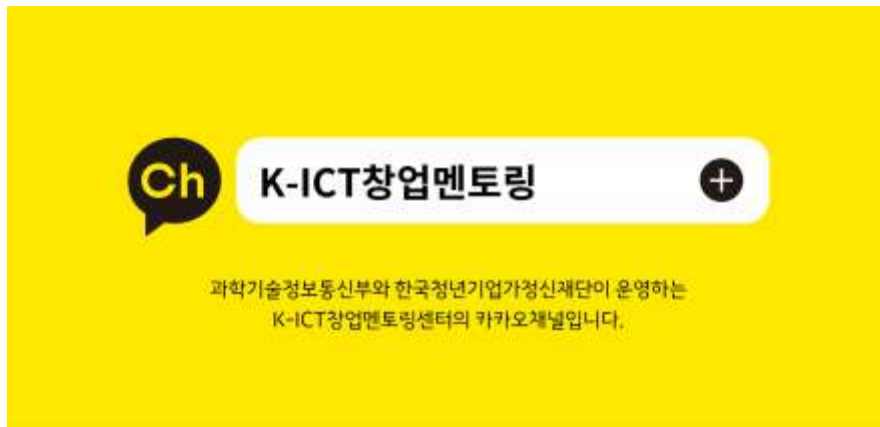 Ch
K-ICT창업멘토링
과학기술정보통신부와 한국청년기업가정신재단이 운영하는
K-ICT창업멘토링센터의 카카오채널입니다.